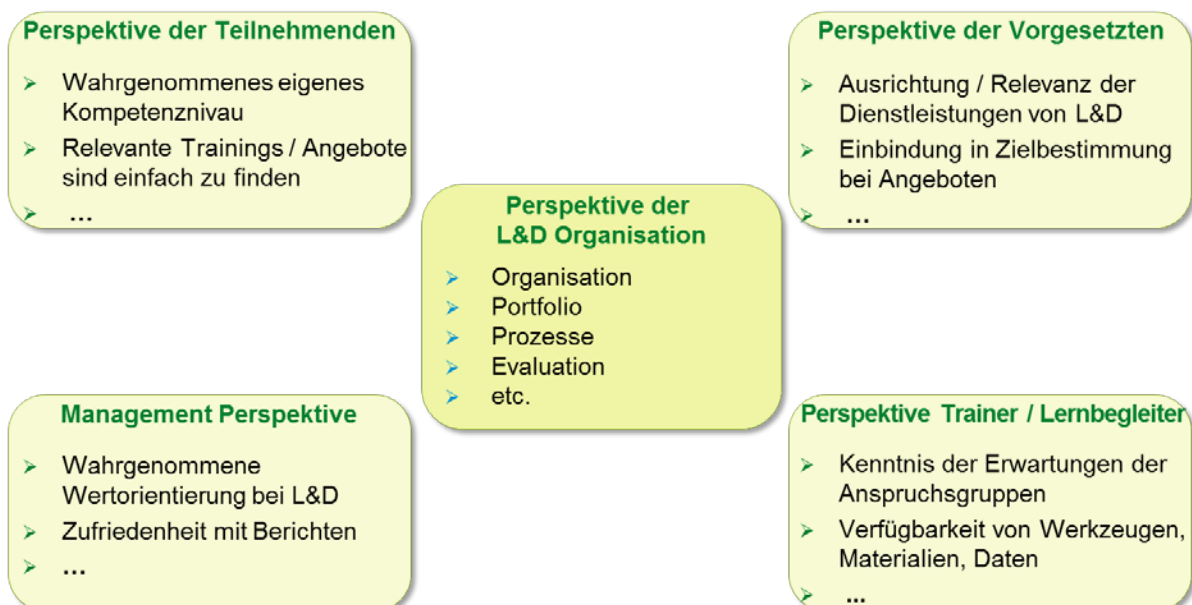 Perspektive der Teilnehmenden
➢ Wahrgenommenes eigenes
Kompetenznivau
➢ Relevante Trainings / Angebote
sind einfach zu finden
➢ ...
Perspektive der Vorgesetzten
➢ Ausrichtung / Relevanz der
Dienstleistungen von L&D
➢ Einbindung in Zielbestimmung
bei Angeboten
➢ ...
Perspektive der
L&D Organisation
➢ Organisation
➢ Portfolio
➢ Prozesse
➢ Evaluation
➢ etc.
Management Perspektive
➢ Wahrgenommene
Wertorientierung bei L&D
➢ Zufriedenheit mit Berichten
➢ ...
Perspektive Trainer / Lernbegleiter
➢ Kenntnis der Erwartungen der
Anspruchsgruppen
➢ Verfügbarkeit von Werkzeugen,
Materialien, Daten
➢ ...